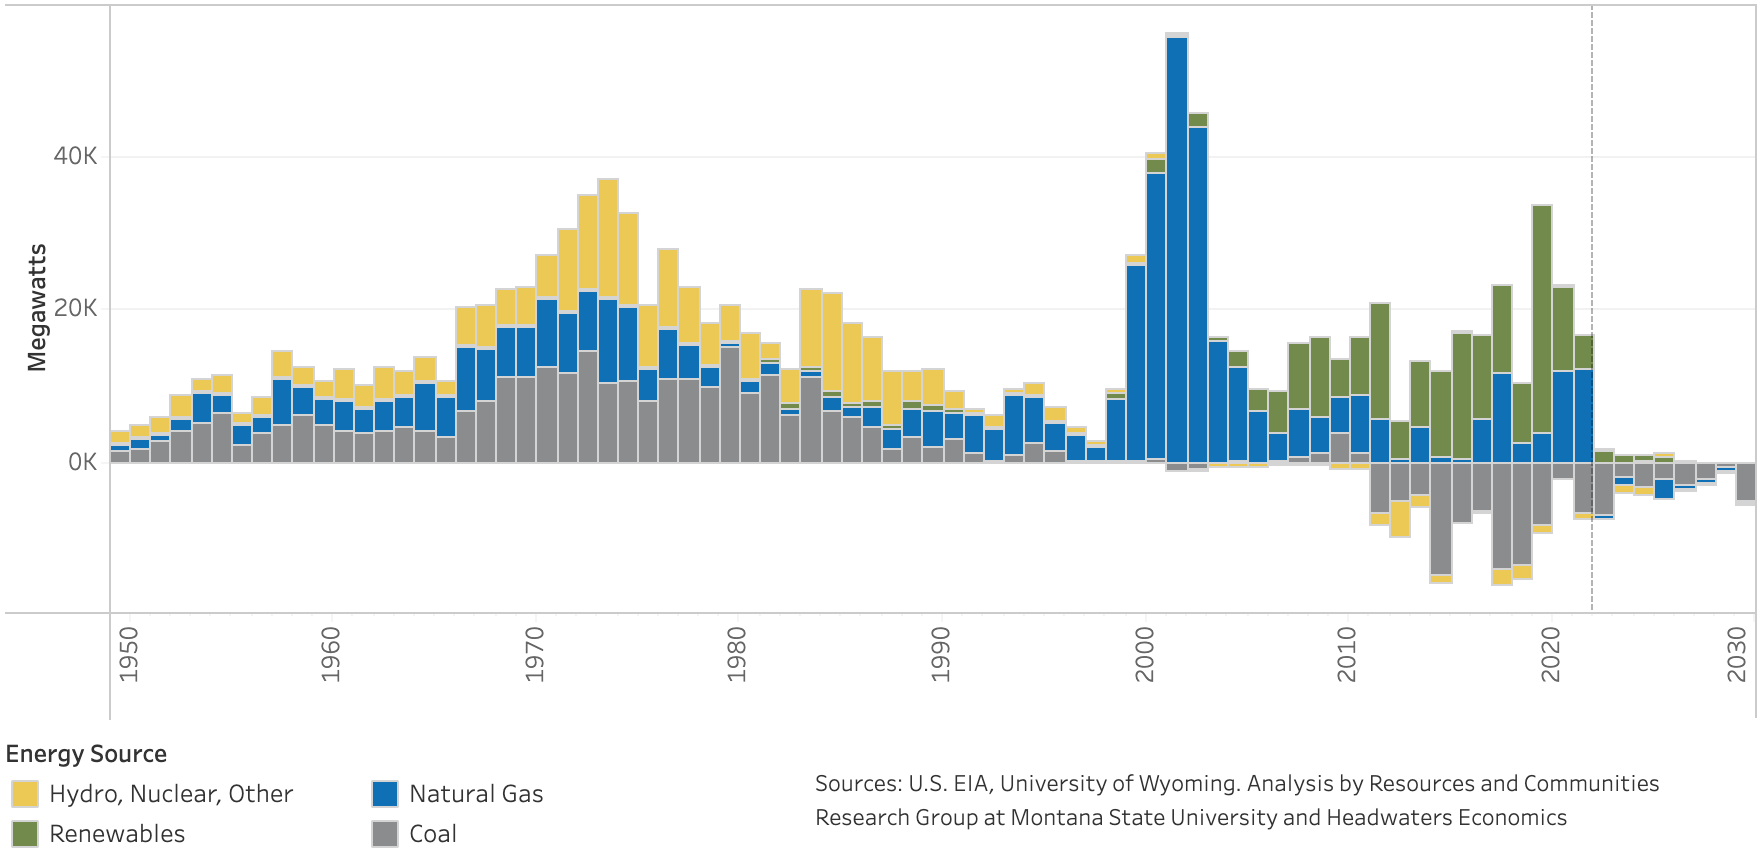 Megawatts
40K
20K
0K
1950
1960
1970
1980
1990
2000
2010
2020
2030
Energy Source
Hydro, Nuclear, Other
Natural Gas
Renewables
Coal
Sources: U.S. EIA, University of Wyoming. Analysis by Resources and Communities
Research Group at Montana State University and Headwaters Economics